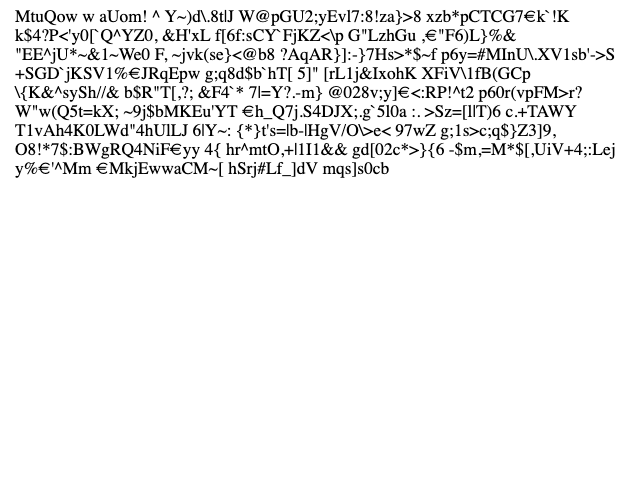 MtuQow w aUom! ^ Y~)d\.8t|J W@pGU2;yEvl7:8!za}>8 xzb*pCTCG7€k`!K
k$4?P<'y0[`Q^YZ0, &H'xL f[6f:sCY`FjKZ<\p G"LzhGu ,€"F6)L}%&
"EE^jU*~&1~We0 F, ~jvk(se}<@b8 ?AqAR}]:-}7Hs>*$~f p6y=#MInU\.XV1sb'->S
+SGD`jKSV1%€JRqEpw g;q8d$b`hT[ 5]" [rL1j&IxohK XFiV\1fB(GCp
\{K&^sySh//& b$R"T[,?; &F4`* 7|=Y?.-m} @028v;y]€<:RP!^t2 p60r(vpFM>r?
W"w(Q5t=kX; ~9j$bMKEu'YT €h_Q7j.S4DJX;.g`5l0a :. >Sz=[l|T)6 c.+TAWY
T1vAh4K0LWd"4hUlLJ 6|Y~: {*}t's=|b-|HgV/O\>e< 97wZ g;1s>c;q$}Z3]9,
O8!*7$:BWgRQ4NiF€yy 4{ hr^mtO,+|1I1&& gd[02c*>}{6 -$m,=M*$[,UiV+4;:Lej
y%€'^Mm €MkjEwwaCM~[ hSrj#Lf_]dV mqs]s0cb